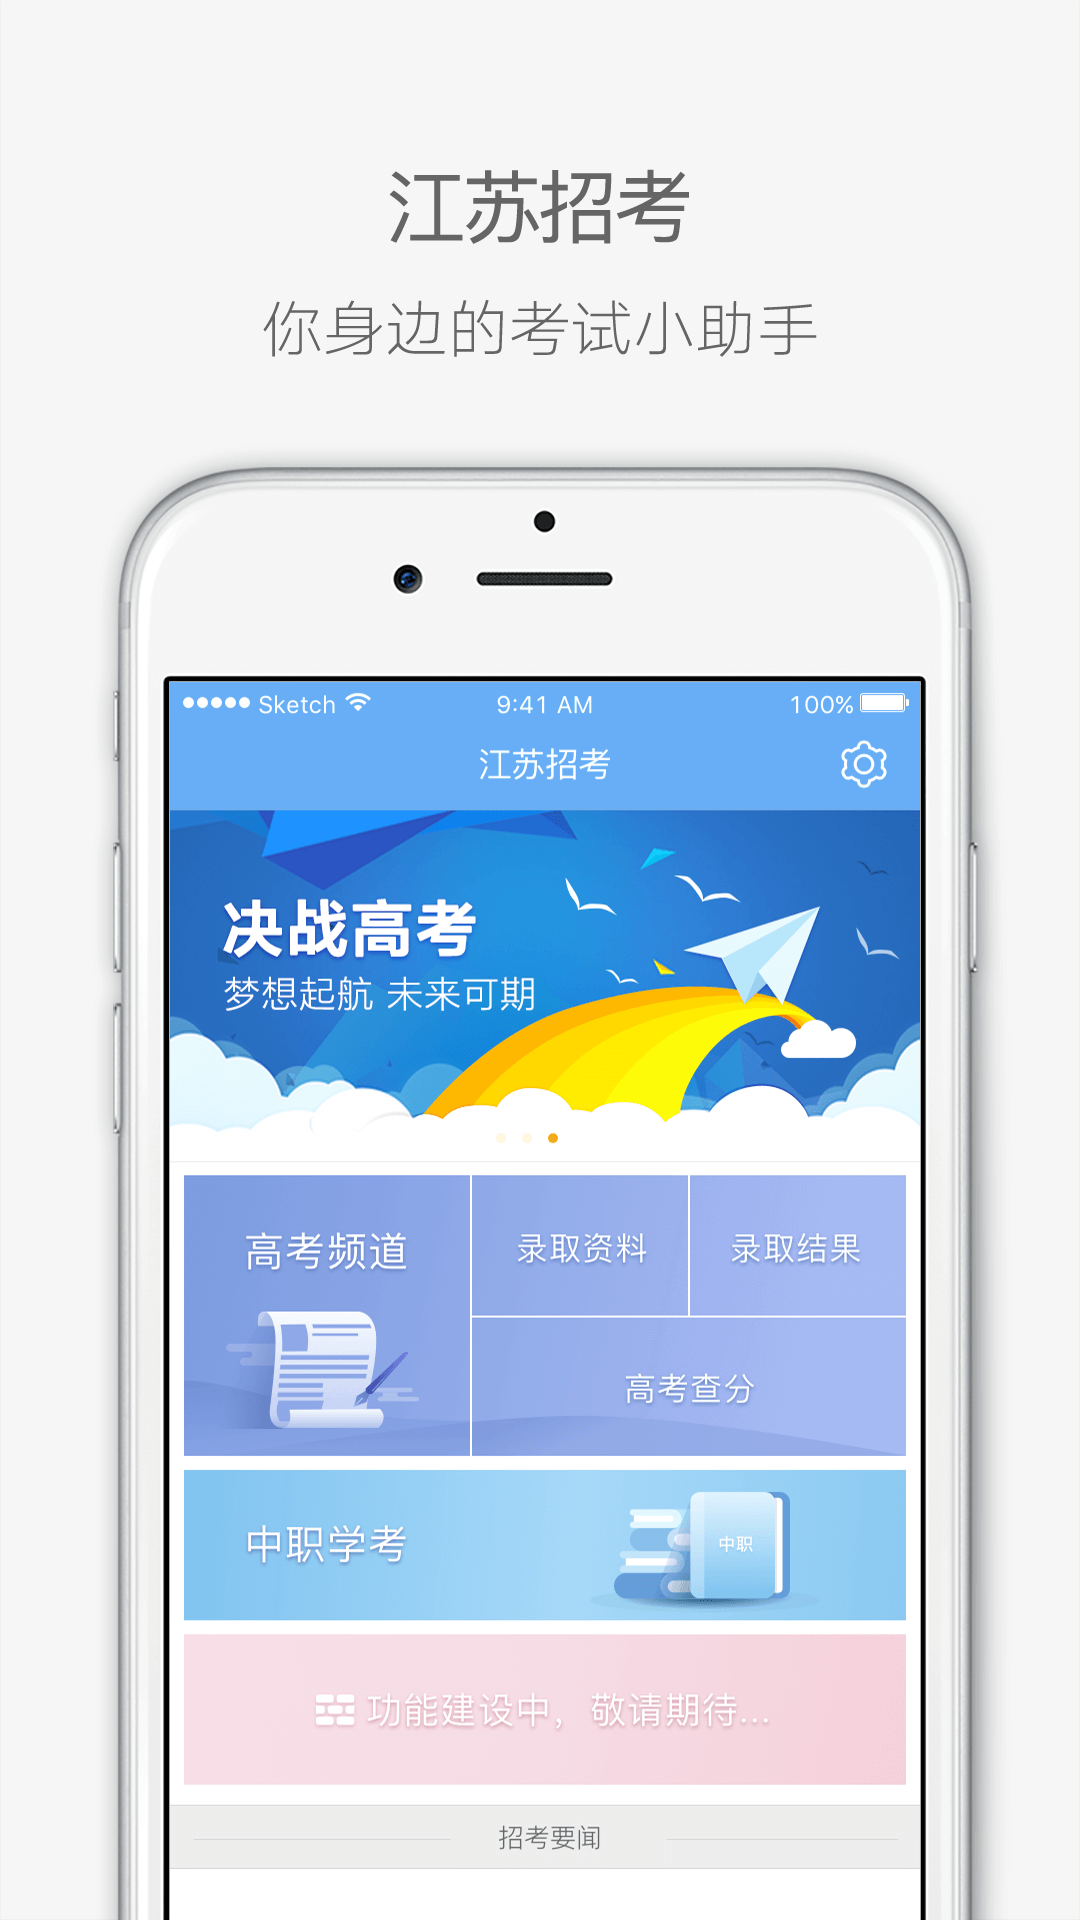 江苏招考
你身边的考试小助手
Sketch 9:41 AM 100%
江苏招考
决战高考
梦想起航 未来可期
高考频道
录取资料
录取结果
高考查分
中职学考
中职
功能建设中，敬请期待...
招考要闻